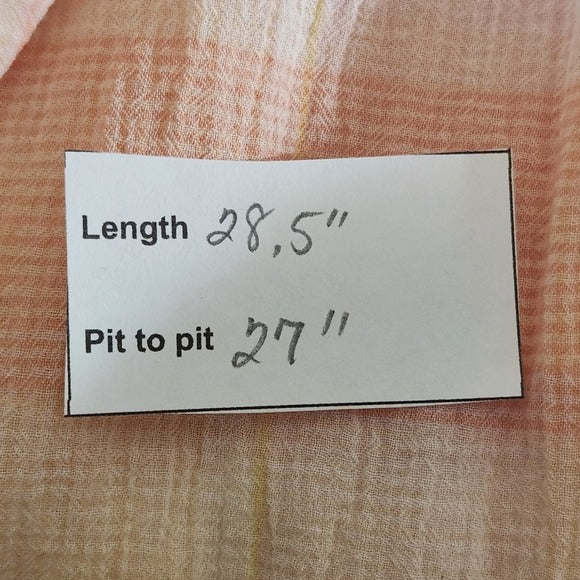 Length 28.5"
Pit to pit 27"